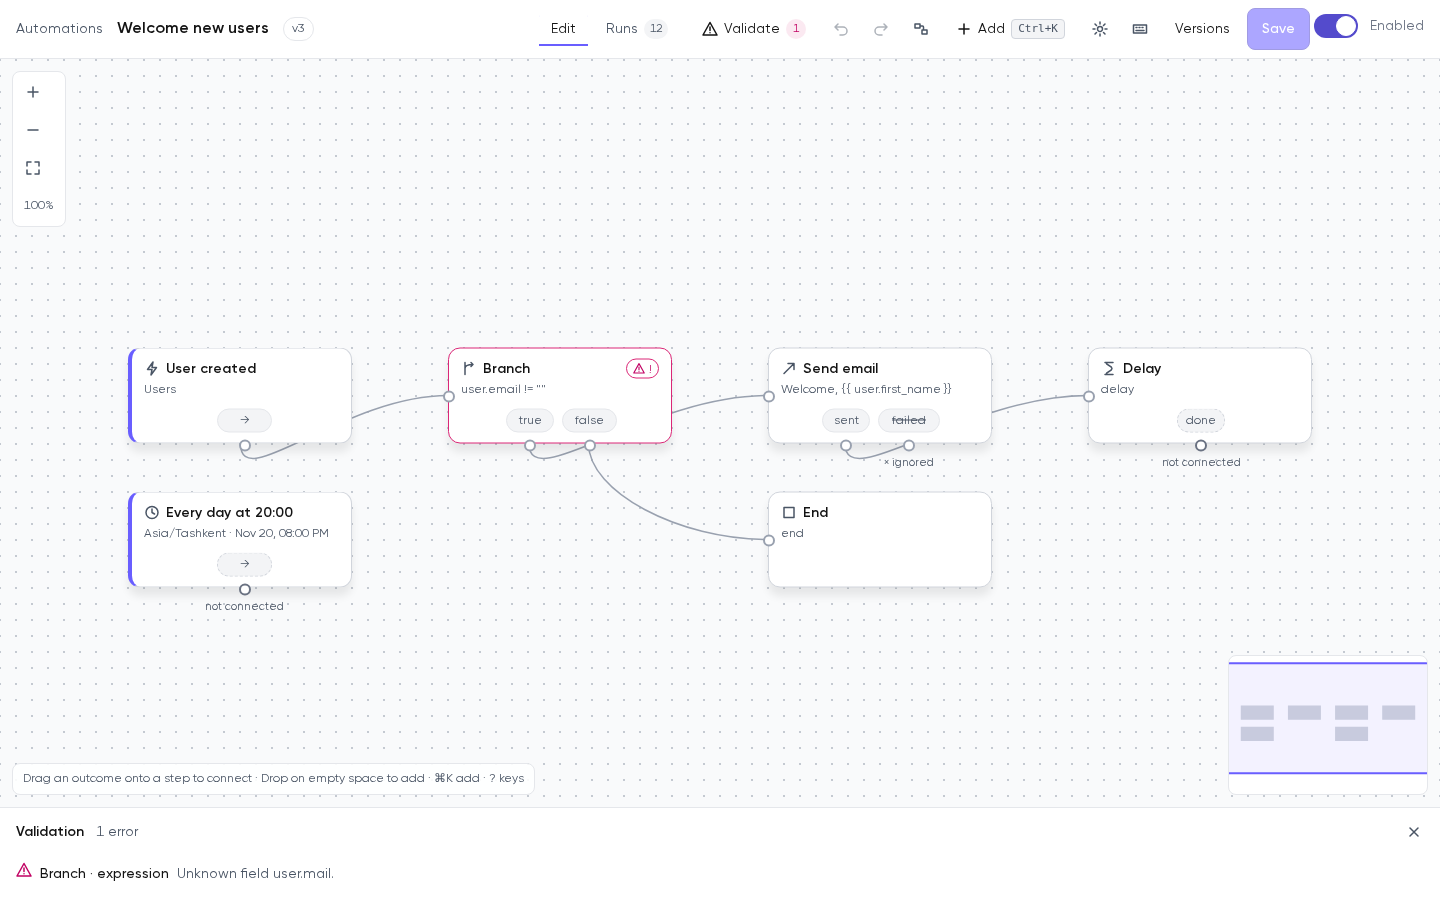 Automations Welcome new users v3 Edit Runs 12 Validate 1 Add Ctrl+K Versions Save Enabled
100%
User created
Users
→
Branch !
user.email != ""
true false
Send email
Welcome, {{ user.first_name }}
sent failed
× ignored
Delay
delay
done
not connected
Every day at 20:00
Asia/Tashkent · Nov 20, 08:00 PM
→
not connected
End
end
Drag an outcome onto a step to connect · Drop on empty space to add · ⌘K add · ? keys
Validation 1 error
Branch · expression Unknown field user.mail.